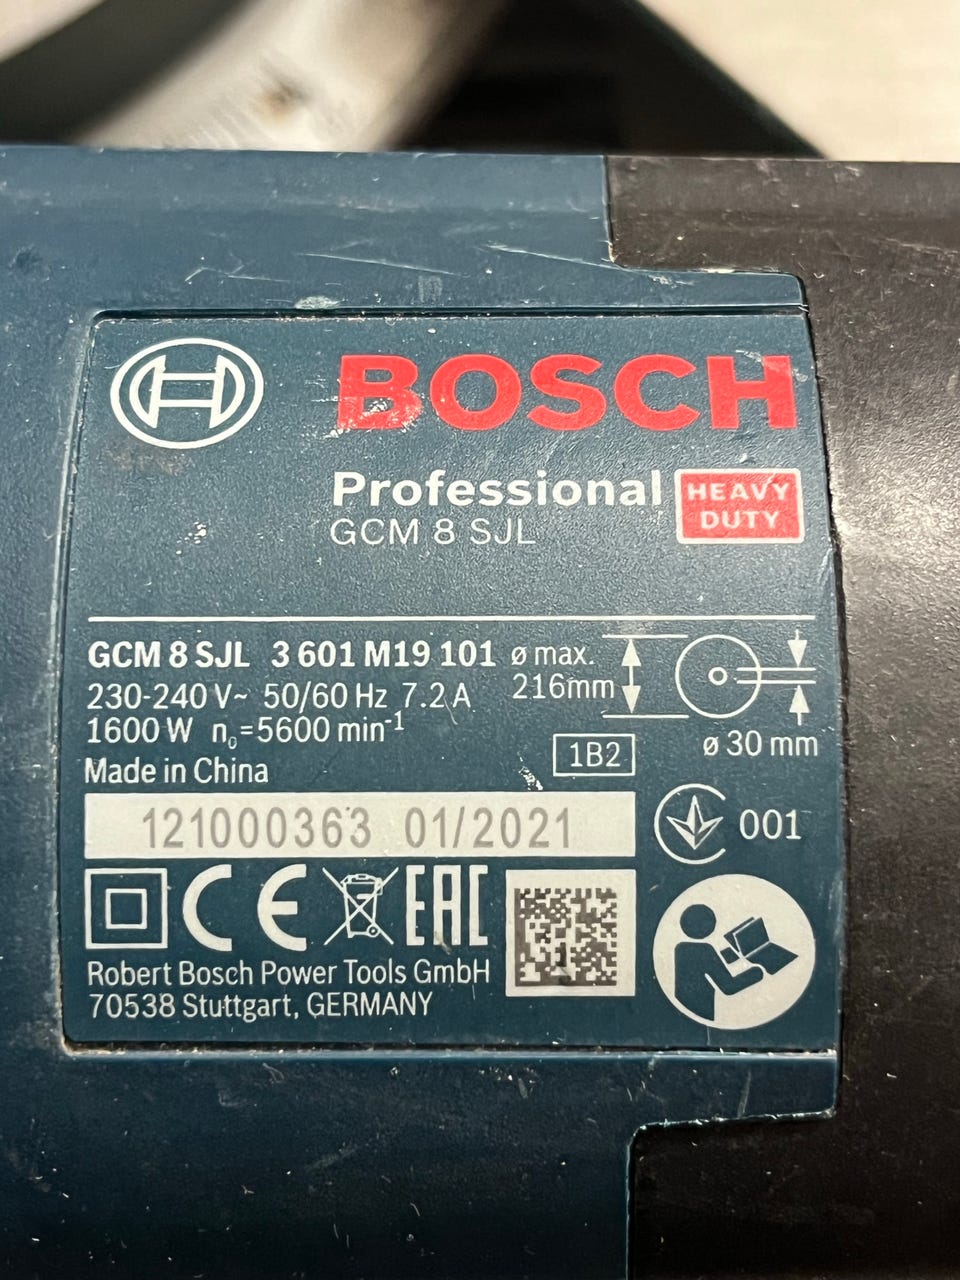 BOSCH
Professional HEAVY DUTY
GCM 8 SJL
GCM 8 SJL 3 601 M19 101
230-240 V~ 50/60 Hz 7.2 A
1600 W n₀=5600 min⁻¹
Made in China
ø max.
216mm
ø 30 mm
1B2
121000363 01/2021
001
CE EAC
Robert Bosch Power Tools GmbH
70538 Stuttgart, GERMANY